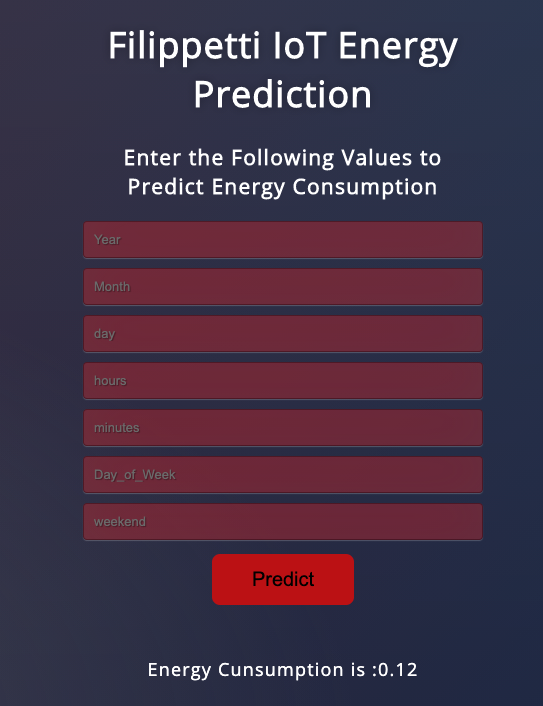 Filippetti IoT Energy
Prediction
Enter the Following Values to
Predict Energy Consumption
Year
Month
day
hours
minutes
Day_of_Week
weekend
Predict
Energy Cunsumption is :0.12